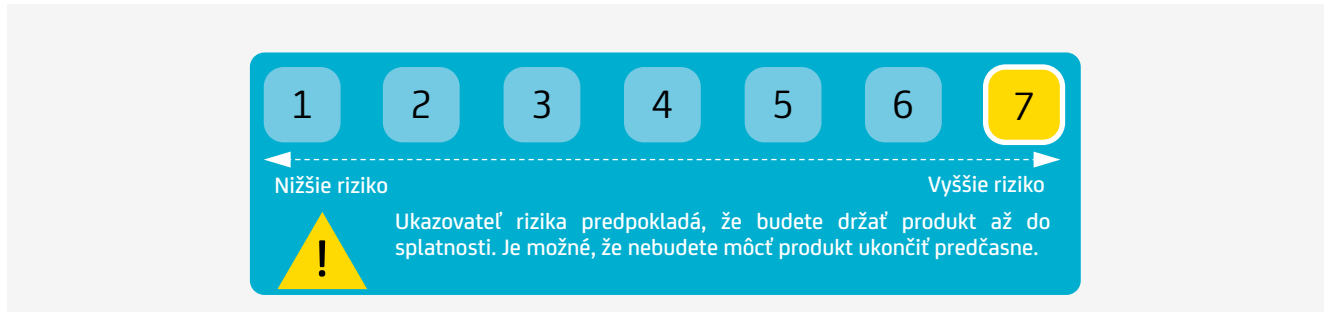 1 2 3 4 5 6 7
Nižšie riziko Vyššie riziko
Ukazovateľ rizika predpokladá, že budete držať produkt až do
splatnosti. Je možné, že nebudete môcť produkt ukončiť predčasne.
!